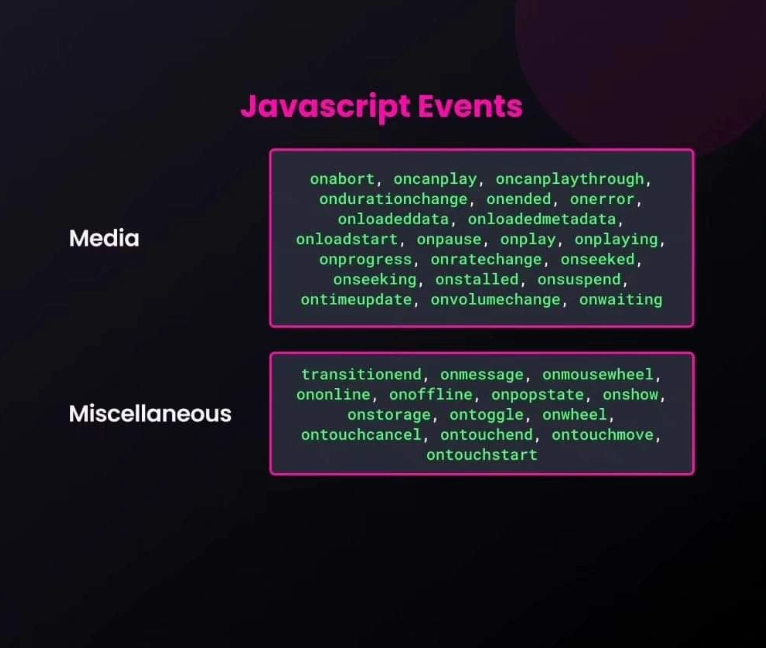 Javascript Events
Media
onabort, oncanplay, oncanplaythrough,
ondurationchange, onended, onerror,
onloadeddata, onloadedmetadata,
onloadstart, onpause, onplay, onplaying,
onprogress, onratechange, onseeked,
onseeking, onstalled, onsuspend,
ontimeupdate, onvolumechange, onwaiting
Miscellaneous
transitionend, onmessage, onmousewheel,
ononline, onoffline, onpopstate, onshow,
onstorage, ontoggle, onwheel,
ontouchcancel, ontouchend, ontouchmove,
ontouchstart